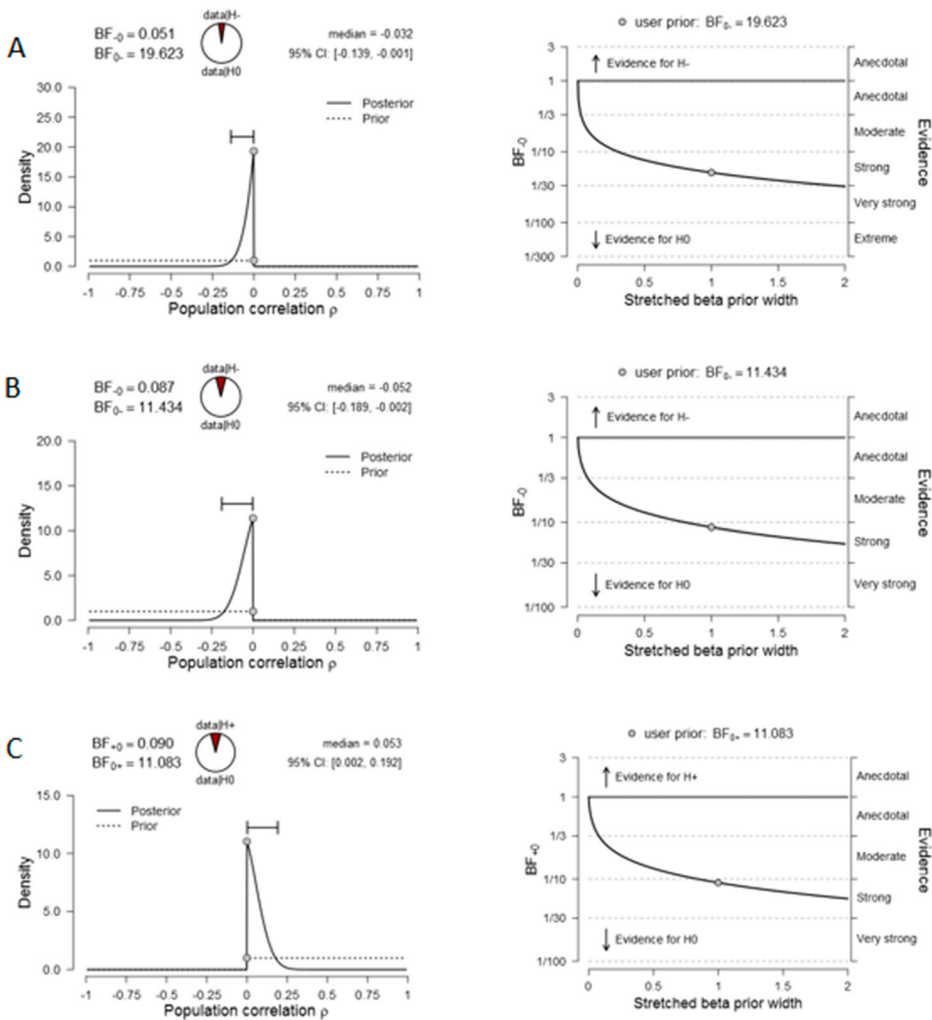 A
BF-0 = 0.051
BF0- = 19.623
data|H-
data|H0
median = -0.032
95% CI: [-0.139, -0.001]
Posterior
Prior
30.0
25.0
20.0
15.0
10.0
5.0
0.0
Density
-1 -0.75 -0.5 -0.25 0 0.25 0.5 0.75 1
Population correlation ρ
user prior: BF0- = 19.623
3
1
1/3
1/10
1/30
1/100
1/300
BF-0
Evidence for H-
Evidence for H0
Anecdotal
Anecdotal
Moderate
Strong
Very strong
Extreme
Evidence
0 0.5 1 1.5 2
Stretched beta prior width
B
BF-0 = 0.087
BF0- = 11.434
data|H-
data|H0
median = -0.052
95% CI: [-0.189, -0.002]
Posterior
Prior
20.0
15.0
10.0
5.0
0.0
Density
-1 -0.75 -0.5 -0.25 0 0.25 0.5 0.75 1
Population correlation ρ
user prior: BF0- = 11.434
3
1
1/3
1/10
1/30
1/100
BF-0
Evidence for H-
Evidence for H0
Anecdotal
Anecdotal
Moderate
Strong
Very strong
Evidence
0 0.5 1 1.5 2
Stretched beta prior width
C
BF+0 = 0.090
BF0+ = 11.083
data|H+
data|H0
median = 0.053
95% CI: [0.002, 0.192]
Posterior
Prior
15.0
10.0
5.0
0.0
Density
-1 -0.75 -0.5 -0.25 0 0.25 0.5 0.75 1
Population correlation ρ
user prior: BF0+ = 11.083
3
1
1/3
1/10
1/30
1/100
BF+0
Evidence for H+
Evidence for H0
Anecdotal
Anecdotal
Moderate
Strong
Very strong
Evidence
0 0.5 1 1.5 2
Stretched beta prior width